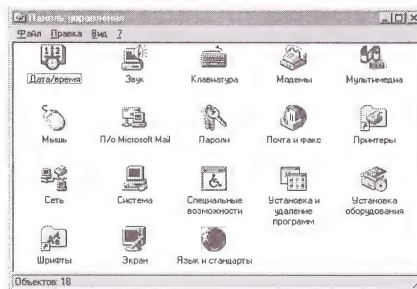 Панель управления
Файл Правка Вид ?
Дата/время Звук Клавиатура Модемы Мультимедиа
Мышь П/о Microsoft Mail Пароли Почта и факс Принтеры
Сеть Система Специальные возможности Установка и удаление программ Установка оборудования
Шрифты Экран Язык и стандарты
Объектов: 18